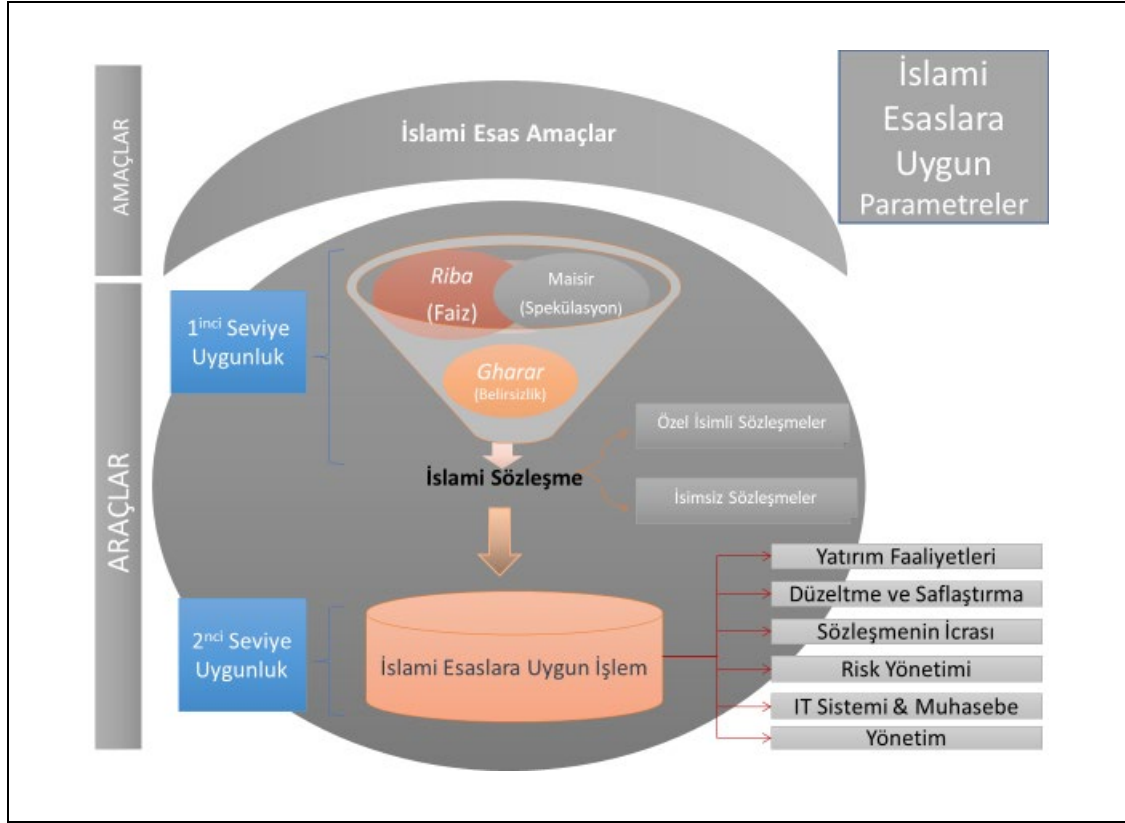 AMAÇLAR
İslami Esas Amaçlar
İslami
Esaslara
Uygun
Parametreler
ARAÇLAR
1inci Seviye
Uygunluk
Riba
(Faiz)
Maisir
(Spekülasyon)
Gharar
(Belirsizlik)
İslami Sözleşme
Özel İsimli Sözleşmeler
İsimsiz Sözleşmeler
2nci Seviye
Uygunluk
İslami Esaslara Uygun İşlem
Yatırım Faaliyetleri
Düzeltme ve Saflaştırma
Sözleşmenin İcrası
Risk Yönetimi
IT Sistemi & Muhasebe
Yönetim